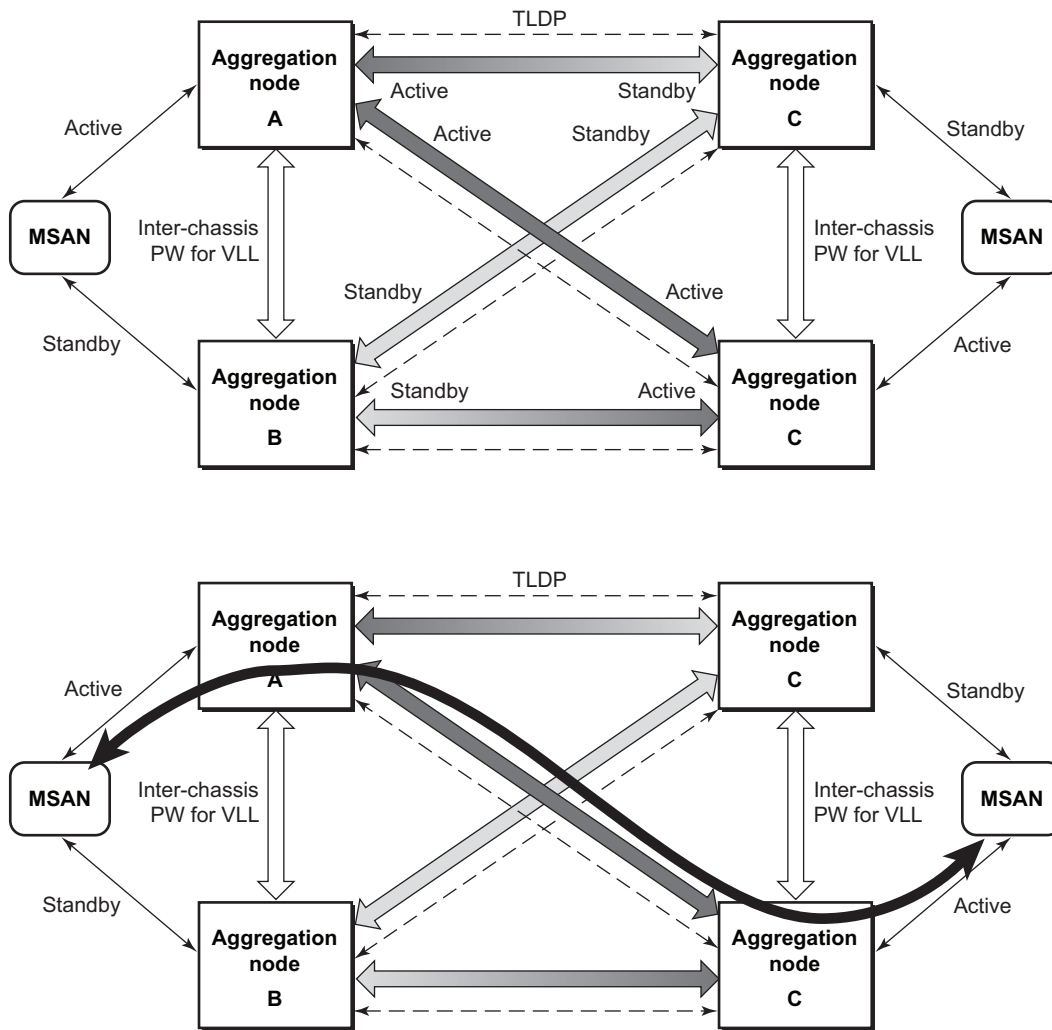 TLDP
Aggregation
node
A
Aggregation
node
C
Active
Standby
Active
Standby
Active
Standby
MSAN
Inter-chassis
PW for VLL
Inter-chassis
PW for VLL
MSAN
Standby
Active
Standby
Active
Aggregation
node
B
Standby
Active
Aggregation
node
C
TLDP
Aggregation
node
A
Aggregation
node
C
Active
Standby
MSAN
Inter-chassis
PW for VLL
Inter-chassis
PW for VLL
MSAN
Standby
Active
Aggregation
node
B
Aggregation
node
C